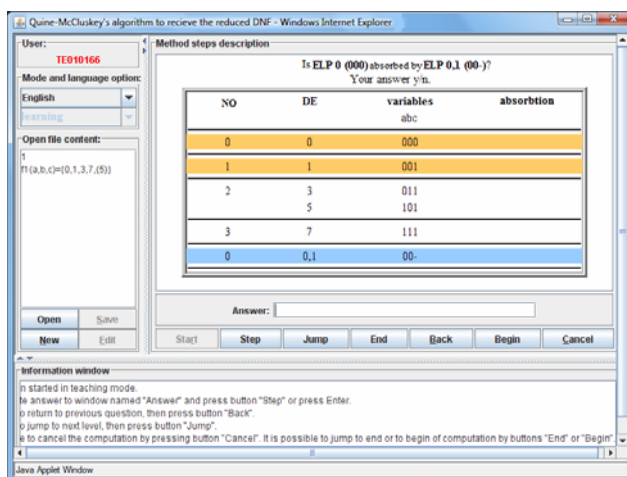 Quine-McCluskey's algorithm to recieve the reduced DNF - Windows Internet Explorer
User:
TE010166
Mode and language option:
English
learning
Open file content:
1
f1(a,b,c)={0,1,3,7,(5)}
Open Save
New Edit
Method steps description
Is ELP 0 (000) absorbed by ELP 0,1 (00-)?
Your answer y/n.
NO DE variables absorbtion
abc
0 0 000
1 1 001
2 3 011
5 101
3 7 111
0 0,1 00-
Answer:
Start Step Jump End Back Begin Cancel
Information window
n started in teaching mode.
te answer to window named "Answer" and press button "Step" or press Enter.
o return to previous question, then press button "Back".
o jump to next level, then press button "Jump".
e to cancel the computation by pressing button "Cancel". It is possible to jump to end or to begin of computation by buttons "End" or "Begin".
Java Applet Window